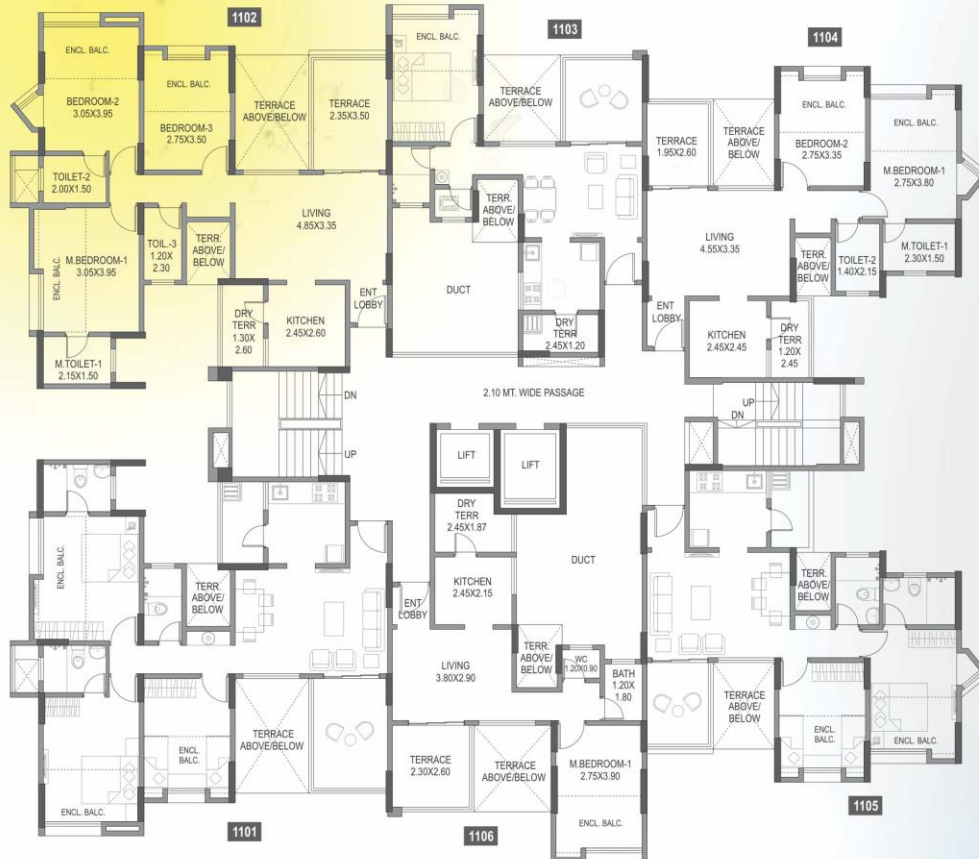 1102
ENCL. BALC.
BEDROOM-2
3.05X3.95
ENCL. BALC.
BEDROOM-3
2.75X3.50
TERRACE
ABOVE/BELOW
TERRACE
2.35X3.50
TOILET-2
2.00X1.50
M.BEDROOM-1
3.05X3.95
ENCL. BALC.
TOIL.-3
1.20X
2.30
TERR.
ABOVE/
BELOW
LIVING
4.85X3.35
M.TOILET-1
2.15X1.50
DRY
TERR
1.30X
2.60
KITCHEN
2.45X2.60
ENT
LOBBY
1103
ENCL. BALC.
TERRACE
ABOVE/BELOW
TERR.
ABOVE/
BELOW
DUCT
DRY
TERR
2.45X1.20
1104
TERRACE
1.95X2.60
TERRACE
ABOVE/
BELOW
ENCL. BALC.
BEDROOM-2
2.75X3.35
ENCL. BALC.
M.BEDROOM-1
2.75X3.80
LIVING
4.55X3.35
TERR.
ABOVE/
BELOW
TOILET-2
1.40X2.15
M.TOILET-1
2.30X1.50
ENT
LOBBY
KITCHEN
2.45X2.45
DRY
TERR
1.20X
2.45
DN
UP
2.10 MT. WIDE PASSAGE
UP
DN
LIFT
LIFT
ENCL. BALC.
TERR.
ABOVE/
BELOW
TERRACE
ABOVE/BELOW
ENCL.
BALC.
ENCL. BALC.
1101
DRY
TERR
2.45X1.87
KITCHEN
2.45X2.15
ENT
LOBBY
DUCT
LIVING
3.80X2.90
TERR.
ABOVE/
BELOW
WC
1.20X0.90
BATH
1.20X
1.80
TERRACE
2.30X2.60
TERRACE
ABOVE/BELOW
M.BEDROOM-1
2.75X3.90
ENCL. BALC.
1106
TERR.
ABOVE/
BELOW
TERRACE
ABOVE/
BELOW
ENCL.
BALC.
ENCL. BALC.
1105